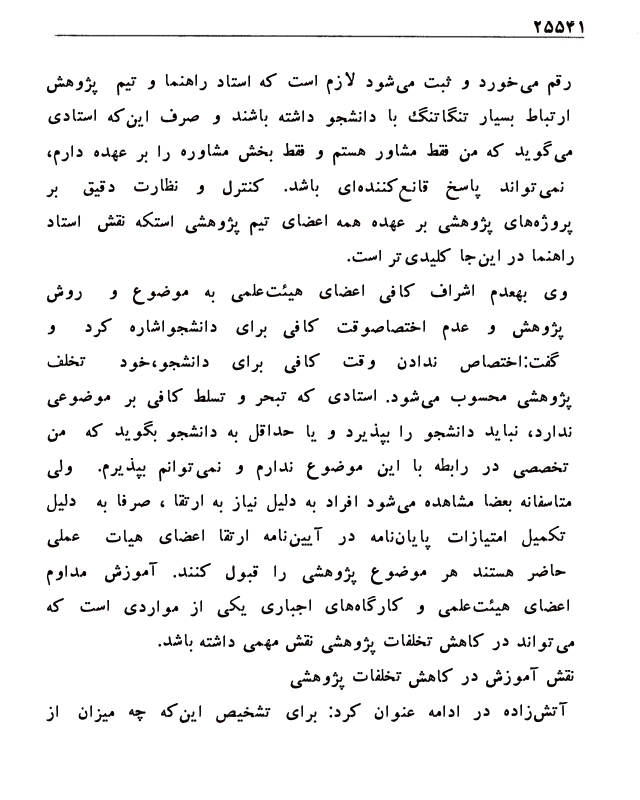 ۲۵۵۴۱
رقم می‌خورد و ثبت می‌شود لازم است که استاد راهنما و تیم پژوهش
ارتباط بسیار تنگاتنگ با دانشجو داشته باشند و صرف این‌که استادی
می‌گوید که من فقط مشاور هستم و فقط بخش مشاوره را بر عهده دارم،
نمی‌تواند پاسخ قانع‌کننده‌ای باشد. کنترل و نظارت دقیق بر
پروژه‌های پژوهشی بر عهده همه اعضای تیم پژوهشی استکه نقش استاد
راهنما در این‌جا کلیدی‌تر است.
وی بهعدم اشراف کافی اعضای هیئت‌علمی به موضوع و روش
پژوهش و عدم اختصاصوقت کافی برای دانشجواشاره کرد و
گفت:اختصاص ندادن وقت کافی برای دانشجو،خود تخلف
پژوهشی محسوب می‌شود. استادی که تبحر و تسلط کافی بر موضوعی
ندارد، نباید دانشجو را بپذیرد و یا حداقل به دانشجو بگوید که من
تخصصی در رابطه با این موضوع ندارم و نمی‌توانم بپذیرم. ولی
متاسفانه بعضا مشاهده می‌شود افراد به دلیل نیاز به ارتقا ، صرفا به دلیل
تکمیل امتیازات پایان‌نامه در آیین‌نامه ارتقا اعضای هیات عملی
حاضر هستند هر موضوع پژوهشی را قبول کنند. آموزش مداوم
اعضای هیئت‌علمی و کارگاه‌های اجباری یکی از مواردی است که
می‌تواند در کاهش تخلفات پژوهشی نقش مهمی داشته باشد.
نقش آموزش در کاهش تخلفات پژوهشی
آتش‌زاده در ادامه عنوان کرد: برای تشخیص این‌که چه میزان از